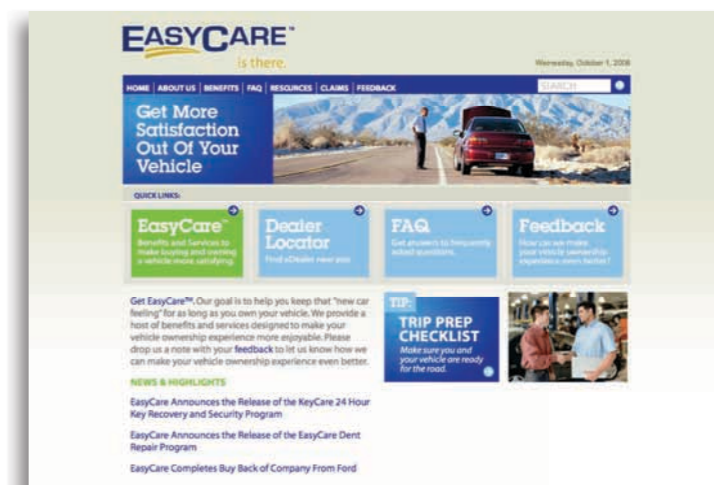 EASYCARE™
is there.
Wednesday, October 1, 2008
HOME | ABOUT US | BENEFITS | FAQ | RESOURCES | CLAIMS | FEEDBACK
SEARCH
Get More
Satisfaction
Out Of Your
Vehicle
QUICK LINKS:
EasyCare™
Benefits and Services to
make buying and owning
a vehicle more satisfying.
Dealer
Locator
Find a Dealer near you
FAQ
Get answers to frequently
asked questions.
Feedback
How can we make
your vehicle ownership
experience even better?
Get EasyCare™. Our goal is to help you keep that "new car
feeling" for as long as you own your vehicle. We provide a
host of benefits and services designed to make your
vehicle ownership experience more enjoyable. Please
drop us a note with your feedback to let us know how we
can make your vehicle ownership experience even better.
NEWS & HIGHLIGHTS
EasyCare Announces the Release of the KeyCare 24 Hour
Key Recovery and Security Program
EasyCare Announces the Release of the EasyCare Dent
Repair Program
EasyCare Completes Buy Back of Company From Ford
TIP:
TRIP PREP
CHECKLIST
Make sure you and
your vehicle are ready
for the road.